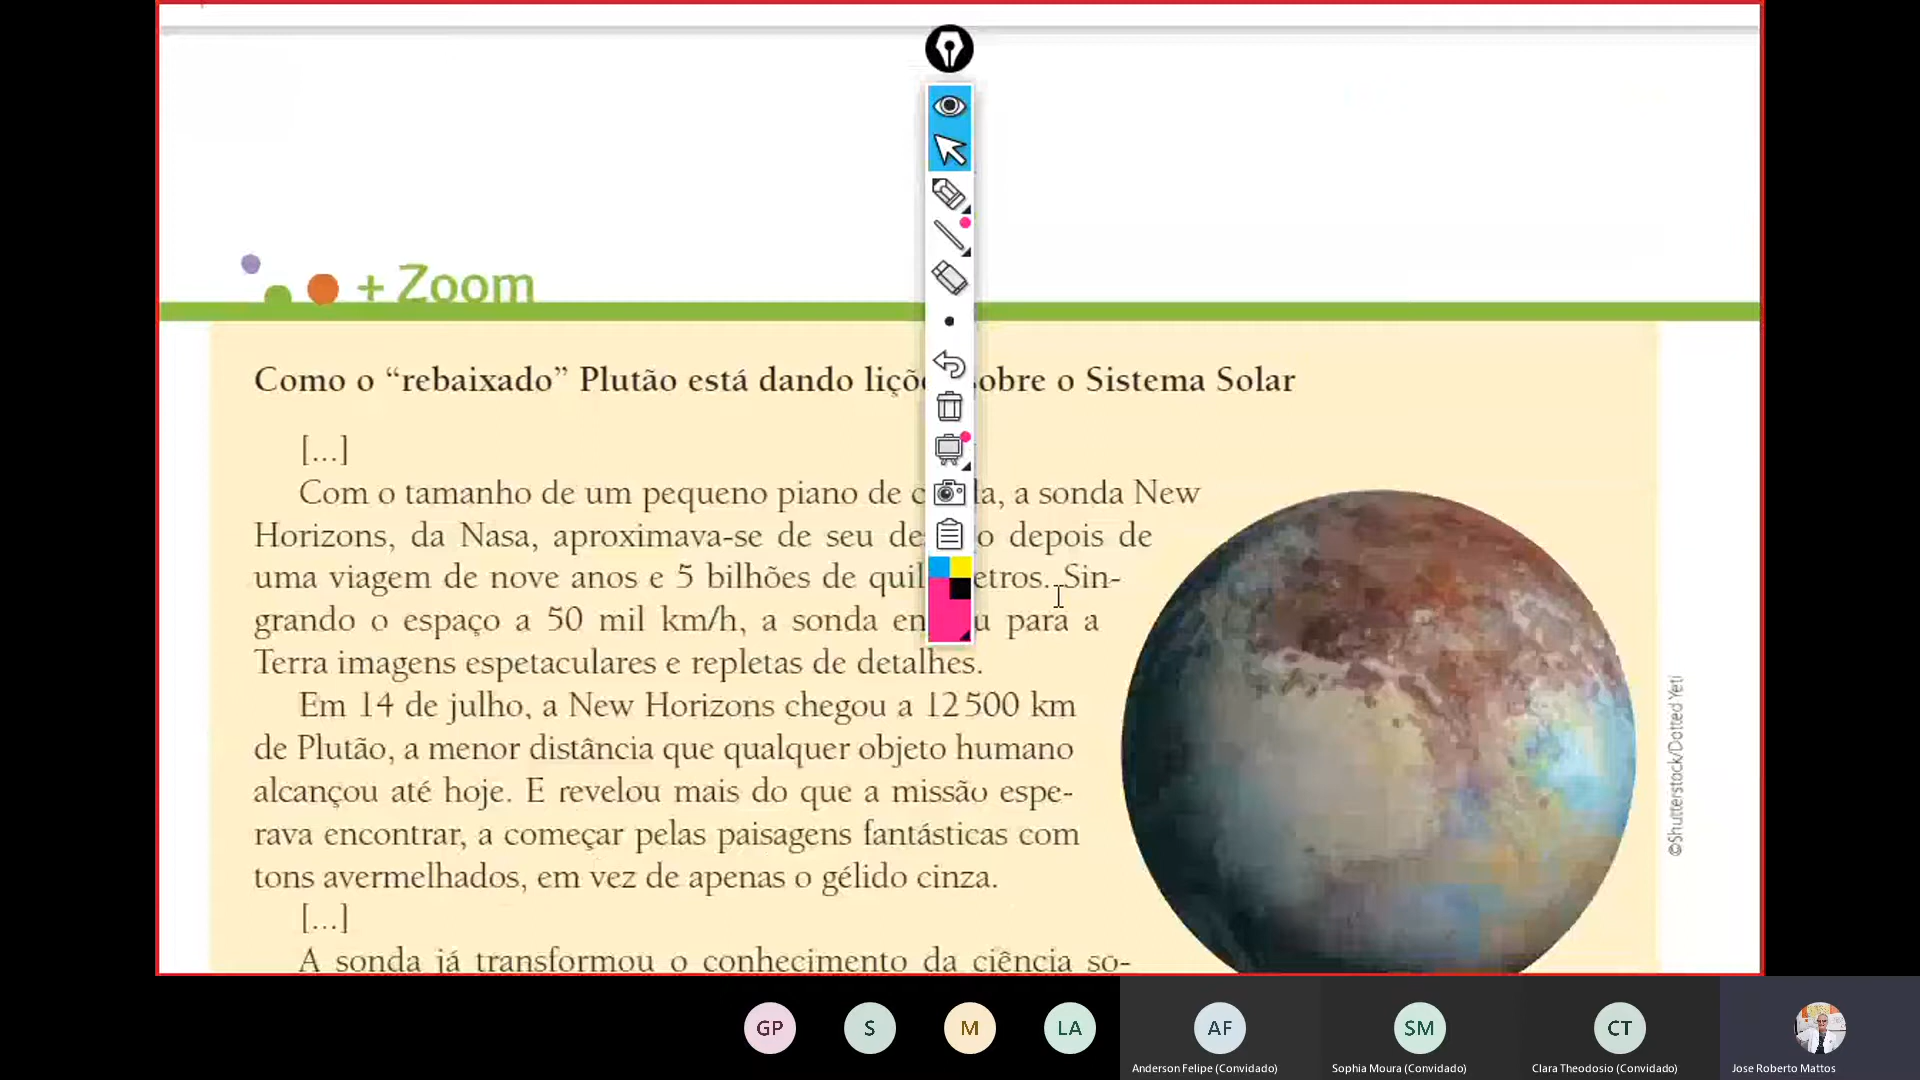 + Zoom
Como o “rebaixado” Plutão está dando liçõ obre o Sistema Solar
[...]
Com o tamanho de um pequeno piano de c la, a sonda New
Horizons, da Nasa, aproximava-se de seu de o depois de
uma viagem de nove anos e 5 bilhões de quil etros. Sin-
grando o espaço a 50 mil km/h, a sonda en u para a
Terra imagens espetaculares e repletas de detalhes.
Em 14 de julho, a New Horizons chegou a 12 500 km
de Plutão, a menor distância que qualquer objeto humano
alcançou até hoje. E revelou mais do que a missão espe-
rava encontrar, a começar pelas paisagens fantásticas com
tons avermelhados, em vez de apenas o gélido cinza.
[...]
A sonda já transformou o conhecimento da ciência so-
©Shutterstock/Dotted Yeti
GP
S
M
LA
AF
SM
CT
Anderson Felipe (Convidado)
Sophia Moura (Convidado)
Clara Theodosio (Convidado)
Jose Roberto Mattos